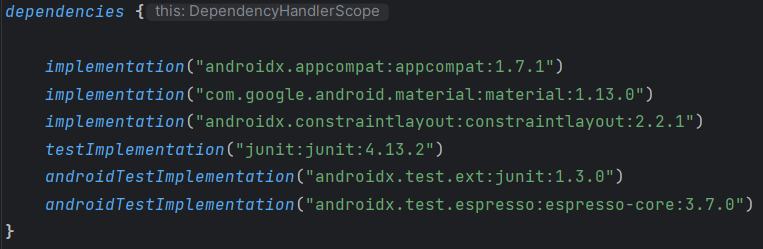 dependencies { this: DependencyHandlerScope
implementation("androidx.appcompat:appcompat:1.7.1")
implementation("com.google.android.material:material:1.13.0")
implementation("androidx.constraintlayout:constraintlayout:2.2.1")
testImplementation("junit:junit:4.13.2")
androidTestImplementation("androidx.test.ext:junit:1.3.0")
androidTestImplementation("androidx.test.espresso:espresso-core:3.7.0")
}